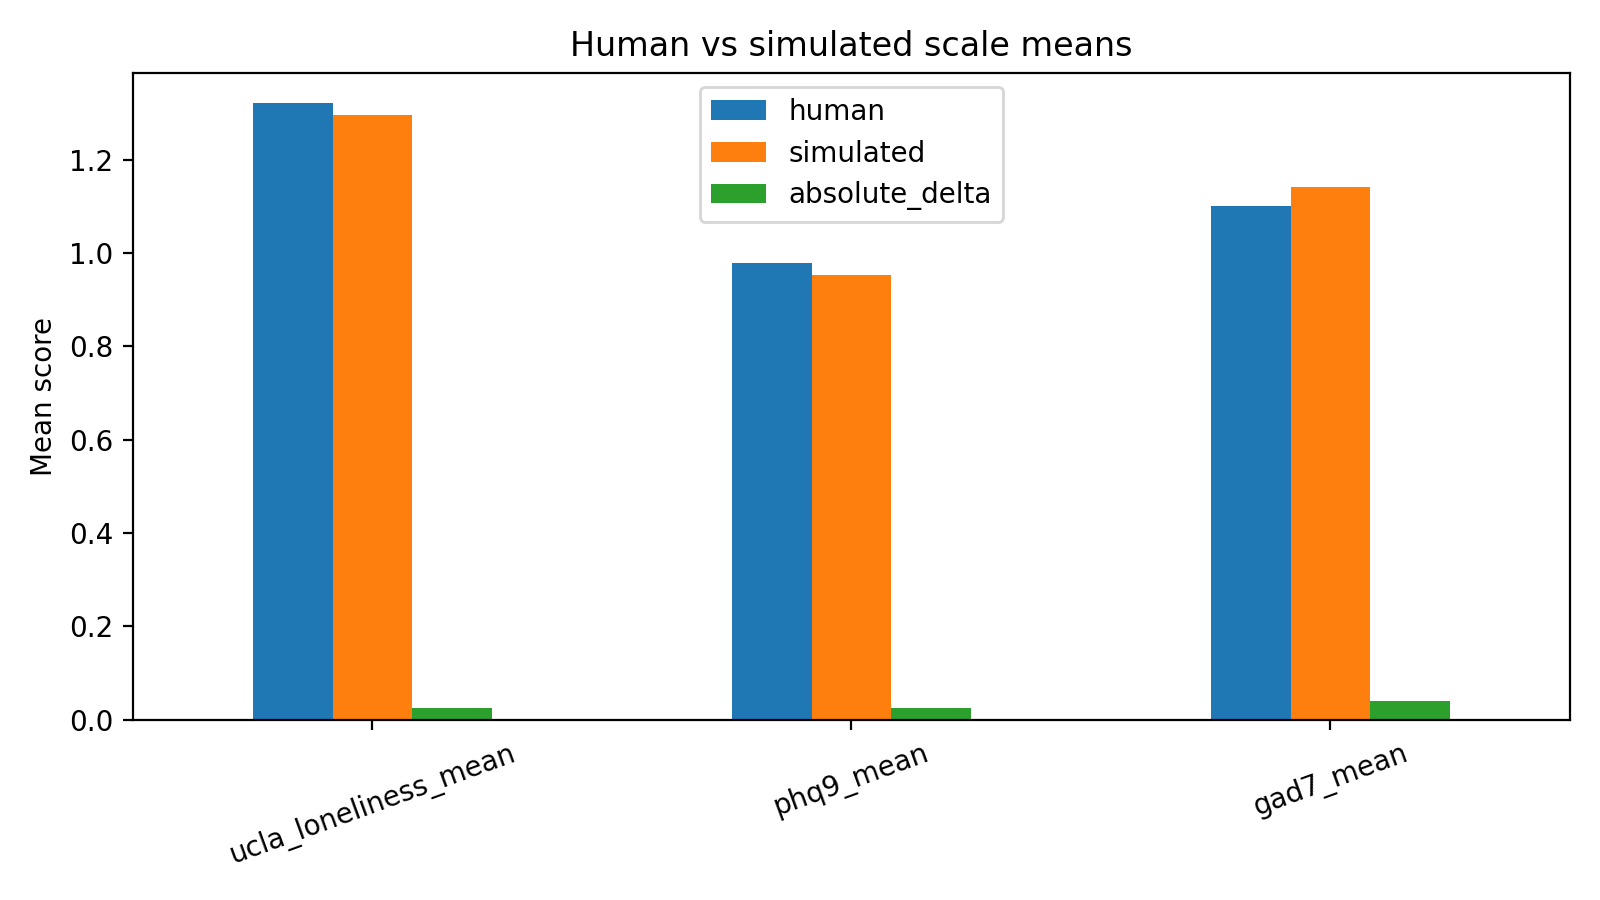 Human vs simulated scale means
human
simulated
absolute_delta
Mean score
1.2
1.0
0.8
0.6
0.4
0.2
0.0
ucla_loneliness_mean
phq9_mean
gad7_mean